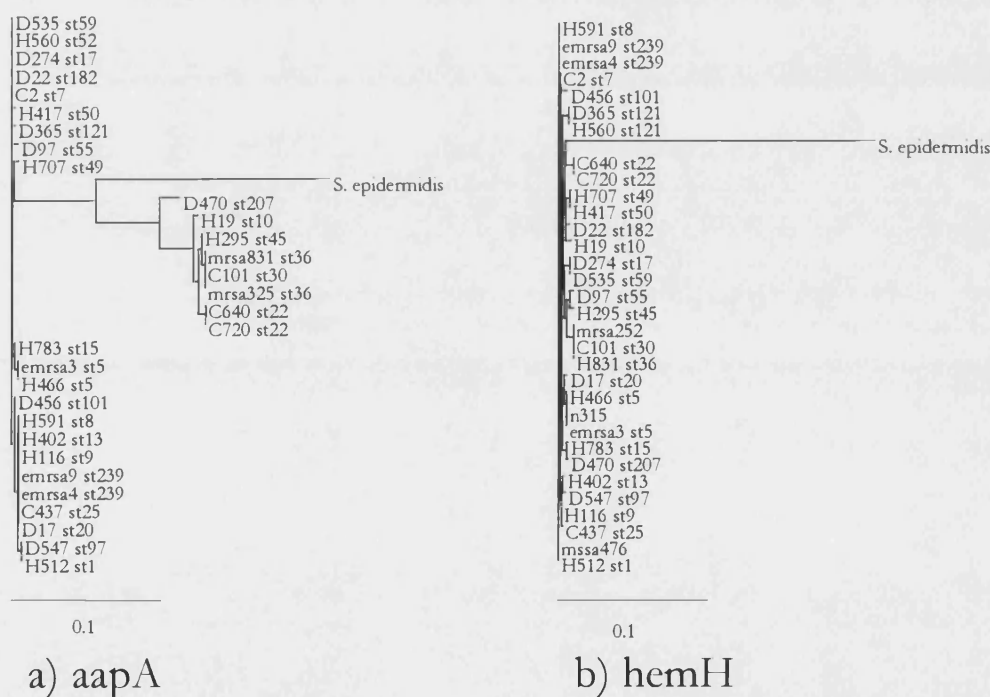 D535 st59
H560 st52
D274 st17
D22 st182
C2 st7
H417 st50
D365 st121
D97 st55
H707 st49
S. epidermidis
D470 st207
H19 st10
H295 st45
mrsa831 st36
C101 st30
mrsa325 st36
C640 st22
C720 st22
H783 st15
emrsa3 st5
H466 st5
D456 st101
H591 st8
H402 st13
H116 st9
emrsa9 st239
emrsa4 st239
C437 st25
D17 st20
D547 st97
H512 st1
0.1
a) aapA
H591 st8
emrsa9 st239
emrsa4 st239
C2 st7
D456 st101
D365 st121
H560 st121
S. epidermidis
C640 st22
C720 st22
H707 st49
H417 st50
D22 st182
H19 st10
D274 st17
D535 st59
D97 st55
H295 st45
mrsa252
C101 st30
H831 st36
D17 st20
H466 st5
n315
emrsa3 st5
H783 st15
D470 st207
H402 st13
D547 st97
H116 st9
C437 st25
mssa476
H512 st1
0.1
b) hemH